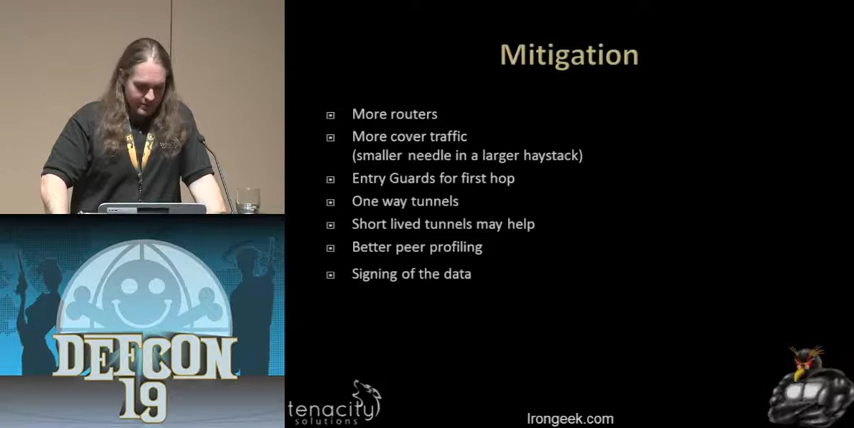 Mitigation
More routers
More cover traffic
(smaller needle in a larger haystack)
Entry Guards for first hop
One way tunnels
Short lived tunnels may help
Better peer profiling
Signing of the data
DEFCON
19
tenacity
solutions
Irongeek.com